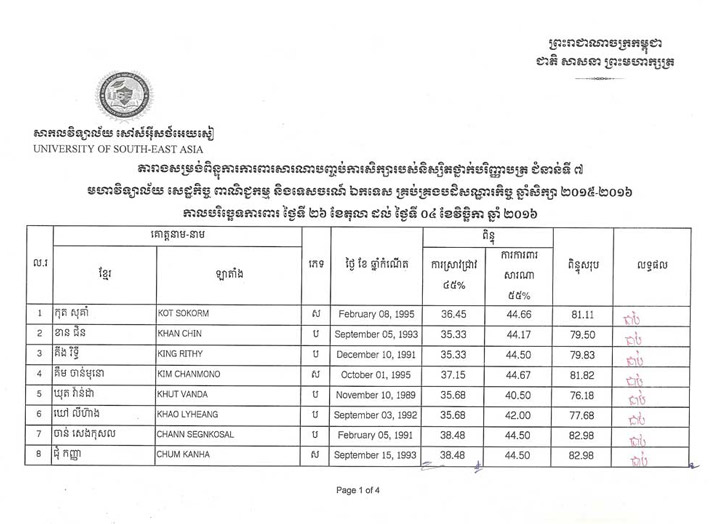 ព្រះរាជាណាចក្រកម្ពុជា
ជាតិ សាសនា ព្រះមហាក្សត្រ
សាកលវិទ្យាល័យ សៅស៍អ៊ីសថ៍អេយសៀ
UNIVERSITY OF SOUTH-EAST ASIA
តារាងសម្រង់ពិន្ទុការការពារសារណាបញ្ចប់ការសិក្សារបស់និស្សិតថ្នាក់បរិញ្ញាបត្រ ជំនាន់ទី ៧
មហាវិទ្យាល័យ សេដ្ឋកិច្ច ពាណិជ្ជកម្ម និងទេសចរណ៍ ឯកទេស គ្រប់គ្រងបដិសណ្ឋារកិច្ច ឆ្នាំសិក្សា ២០១៥-២០១៦
កាលបរិច្ឆេទការពារ ថ្ងៃទី ២៦ ខែតុលា ដល់ ថ្ងៃទី ០៤ ខែវិច្ឆិកា ឆ្នាំ ២០១៦
ល.រ គោត្តនាម-នាម ភេទ ថ្ងៃ ខែ ឆ្នាំកំណើត ពិន្ទុ ពិន្ទុសរុប លទ្ធផល
ខ្មែរ ឡាតាំង ការស្រាវជ្រាវ ៤៥% ការការពារ សារណា ៥៥%
1 កុត សុគាំ KOT SOKORM ស February 08, 1995 36.45 44.66 81.11 ជាប់
2 ខាន ជិន KHAN CHIN ប September 05, 1993 35.33 44.17 79.50 ជាប់
3 គីង រិទ្ធី KING RITHY ប December 10, 1991 35.33 44.50 79.83 ជាប់
4 គឹម ចាន់មុនោ KIM CHANMONO ស October 01, 1995 37.15 44.67 81.82 ជាប់
5 ឃុត វ៉ាន់ដា KHUT VANDA ប November 10, 1989 35.68 40.50 76.18 ជាប់
6 ឃៅ លីហ៊ាង KHAO LYHEANG ប September 03, 1992 35.68 42.00 77.68 ជាប់
7 ចាន់ សេងកុសល CHANN SEGNKOSAL ប February 05, 1991 38.48 44.50 82.98 ជាប់
8 ជុំ កញ្ញា CHUM KANHA ស September 15, 1993 38.48 44.50 82.98 ជាប់
Page 1 of 4